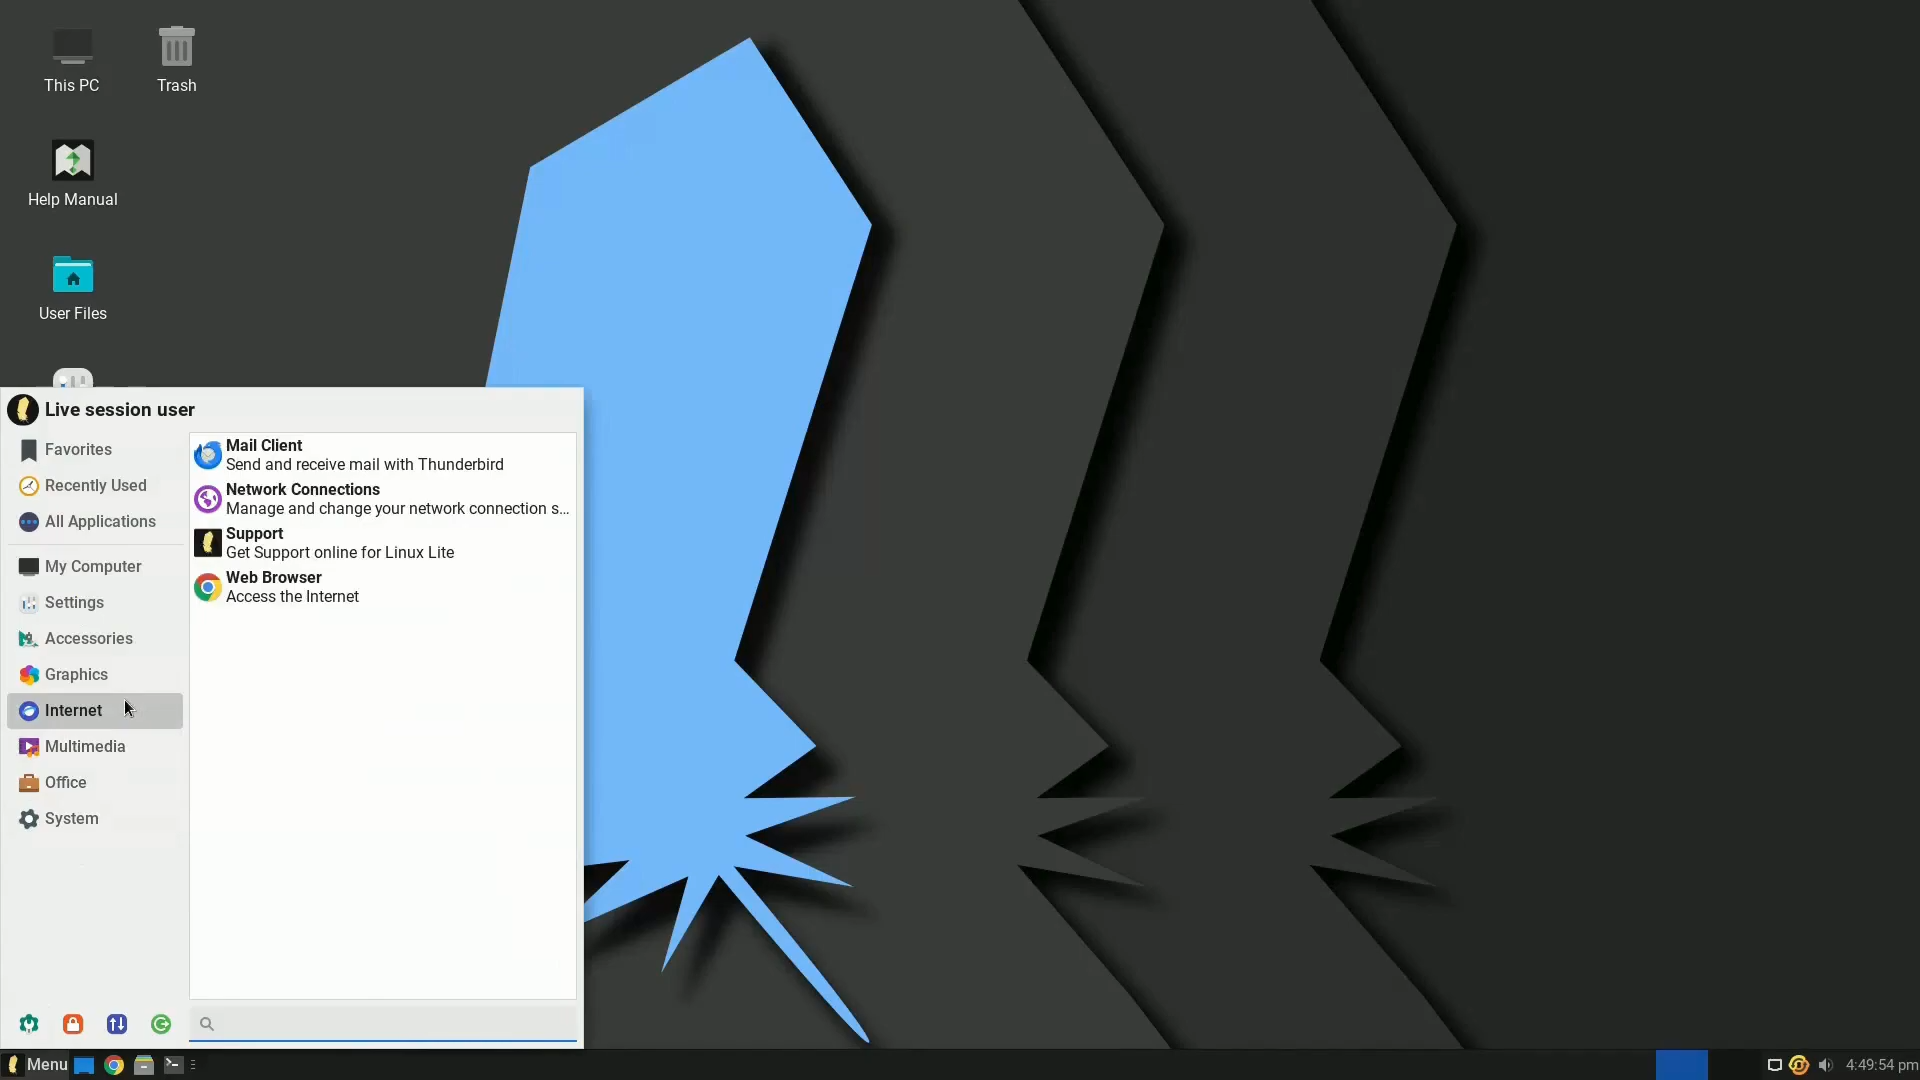 This PC
Trash
Help Manual
User Files
Live session user
Favorites
Recently Used
All Applications
My Computer
Settings
Accessories
Graphics
Internet
Multimedia
Office
System
Mail Client
Send and receive mail with Thunderbird
Network Connections
Manage and change your network connection s...
Support
Get Support online for Linux Lite
Web Browser
Access the Internet
Menu
4:49:54 pm